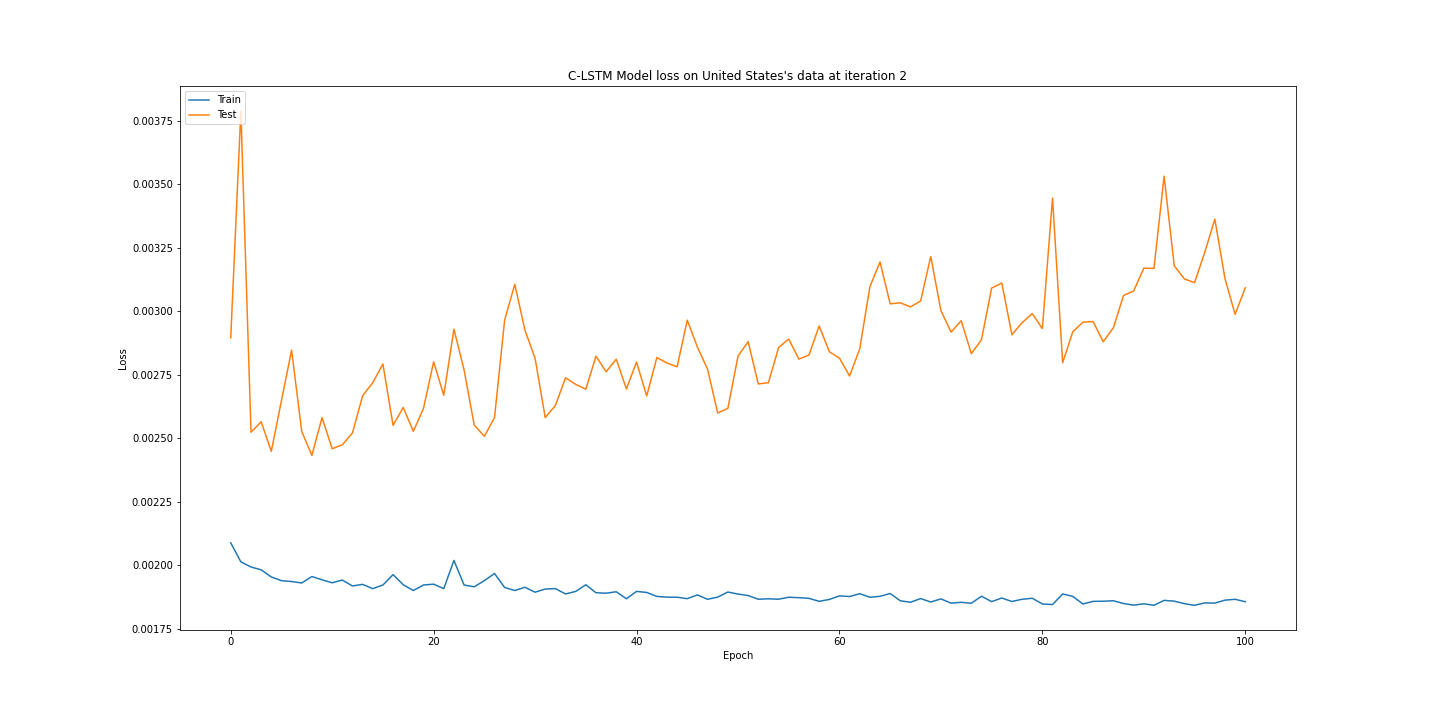 C-LSTM Model loss on United States's data at iteration 2
Train
Test
0.00375
0.00350
0.00325
0.00300
0.00275
0.00250
0.00225
0.00200
0.00175
Loss
0 20 40 60 80 100
Epoch